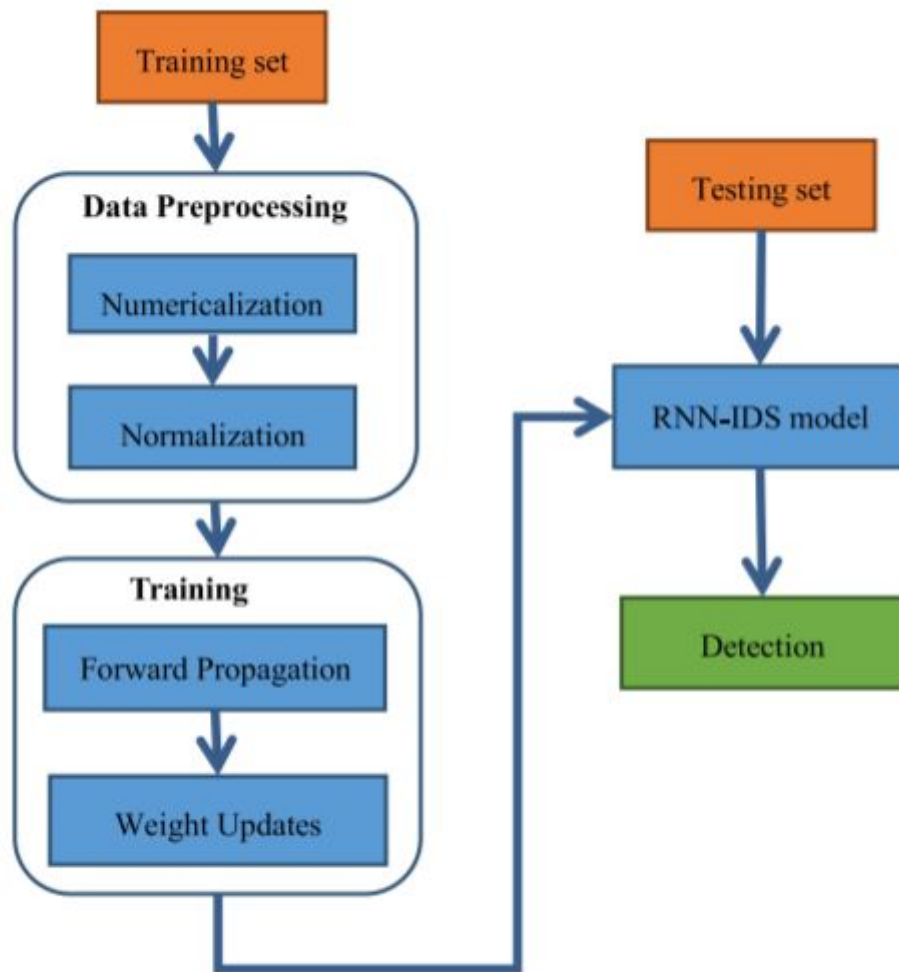 Training set
Data Preprocessing
Numericalization
Normalization
Training
Forward Propagation
Weight Updates
Testing set
RNN-IDS model
Detection